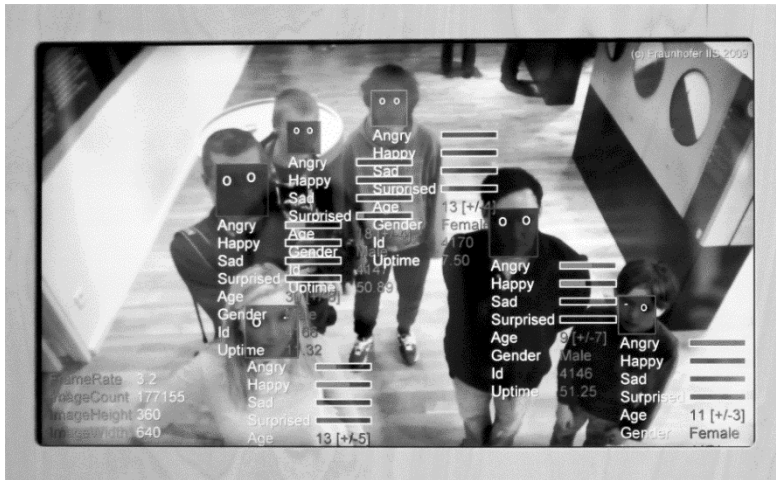 (c) Fraunhofer IIS 2009
Angry
Happy
Sad
Surprised
Age 13 [+/-4]
Gender Female
Id 4170
Uptime 7.50
Angry
Happy
Sad
Surprised
Age
Gender
Id 4147
Uptime 50.89
Angry
Happy
Sad
Surprised
Age
Gender
Id
Uptime
Angry
Happy
Sad
Surprised
Age 9 [+/-7]
Gender Male
Id 4146
Uptime 51.25
Angry
Happy
Sad
Surprised
Age 11 [+/-3]
Gender Female
Angry
Happy
Sad
Surprised
Age 13 [+/-5]
FrameRate 3.2
ImageCount 177155
ImageHeight 360
ImageWidth 640